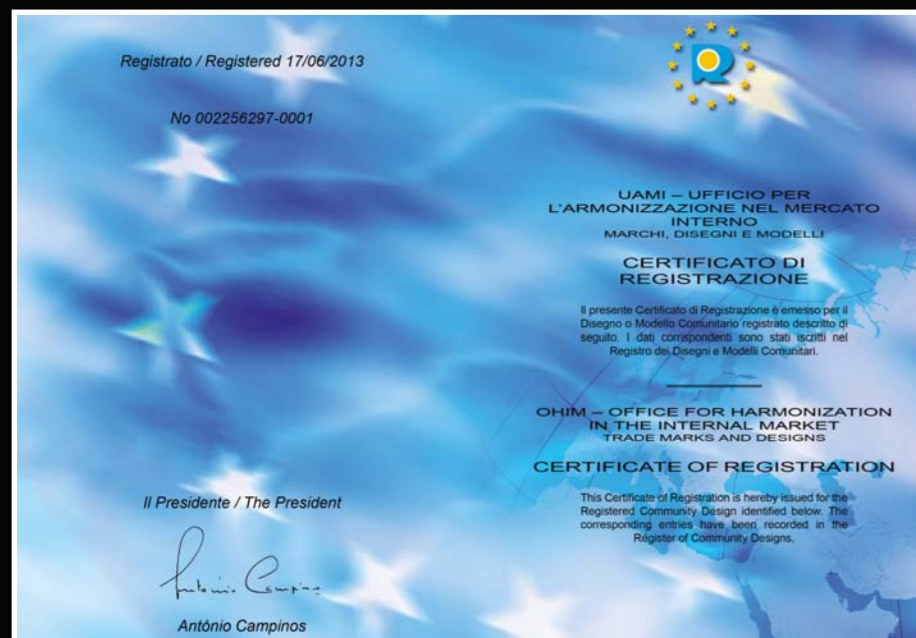 Registrato / Registered 17/06/2013
No 002256297-0001
Il Presidente / The President
António Campinos
R
UAMI – UFFICIO PER
L'ARMONIZZAZIONE NEL MERCATO
INTERNO
MARCHI, DISEGNI E MODELLI
CERTIFICATO DI
REGISTRAZIONE
Il presente Certificato di Registrazione è emesso per il
Disegno o Modello Comunitario registrato descritto di
seguito. I dati corrispondenti sono stati iscritti nel
Registro dei Disegni e Modelli Comunitari.
OHIM – OFFICE FOR HARMONIZATION
IN THE INTERNAL MARKET
TRADE MARKS AND DESIGNS
CERTIFICATE OF REGISTRATION
This Certificate of Registration is hereby issued for the
Registered Community Design identified below. The
corresponding entries have been recorded in the
Register of Community Designs.